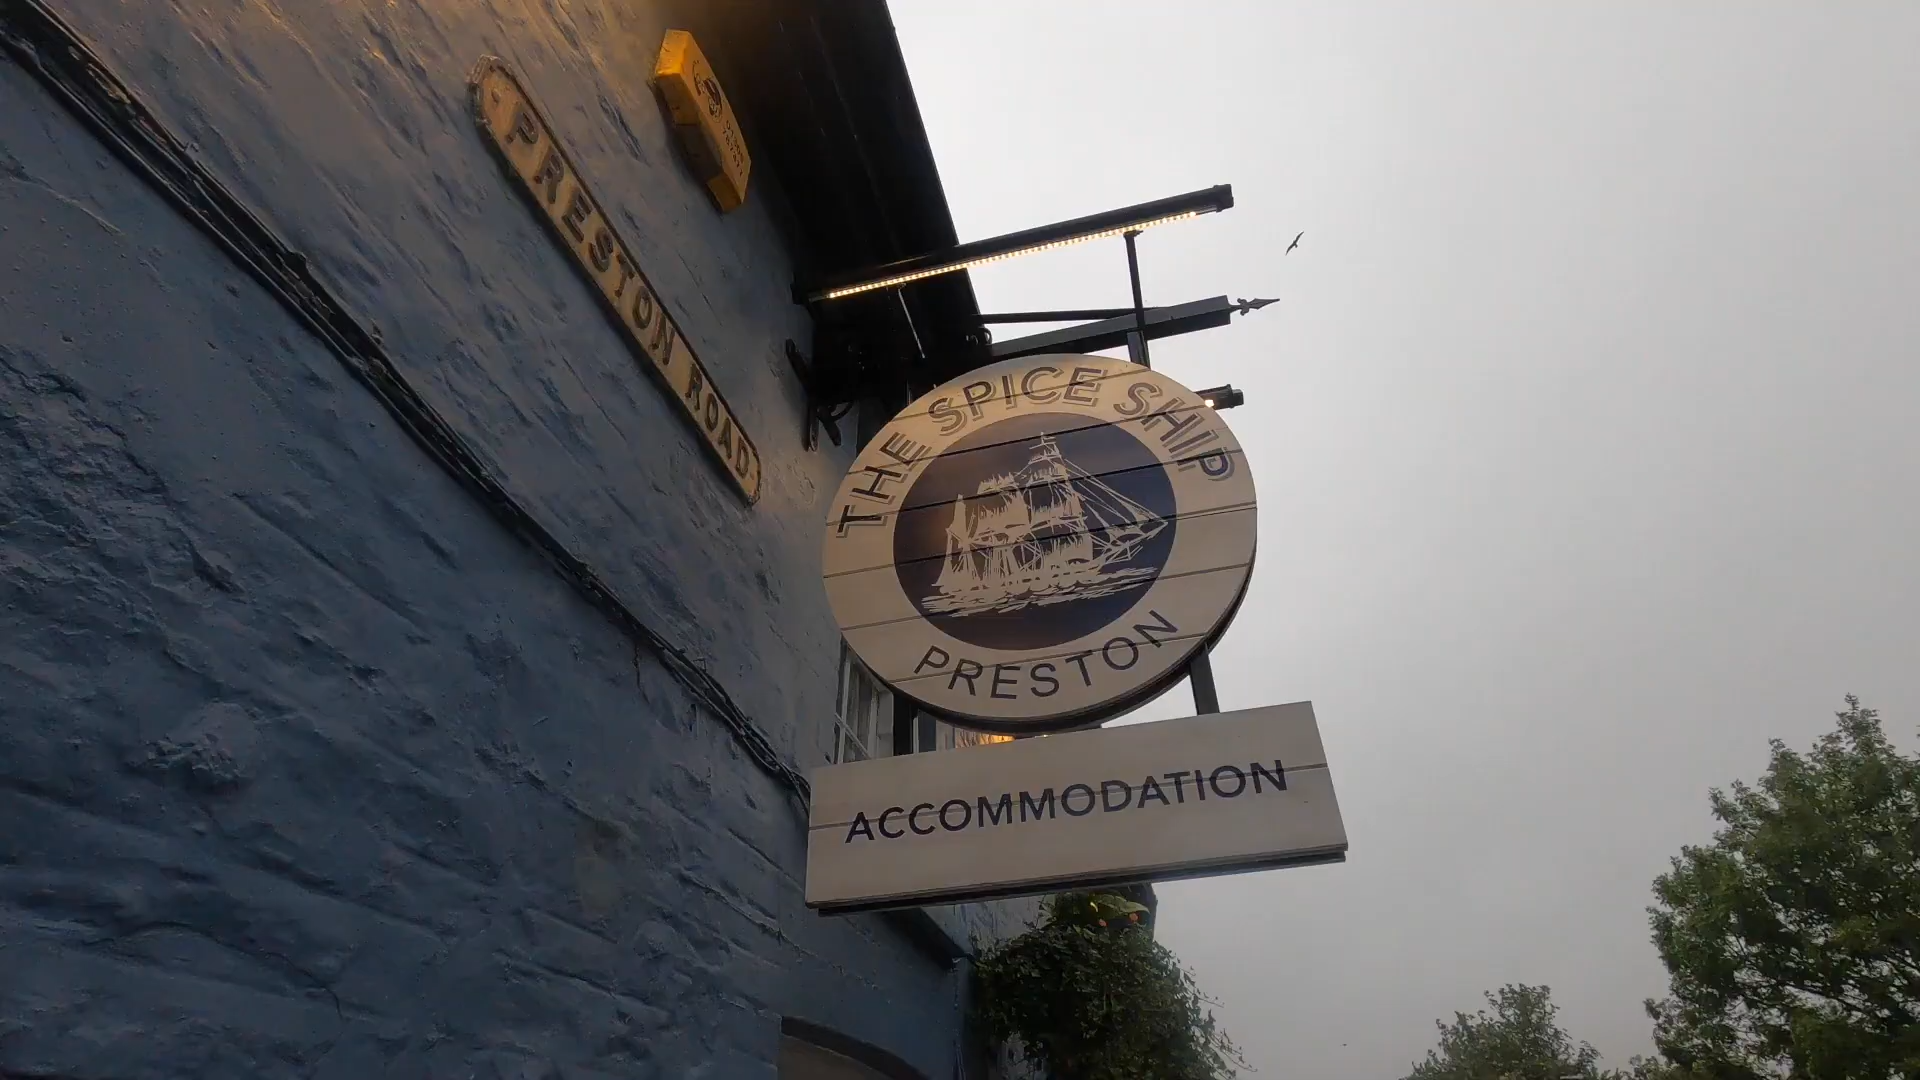 PRESTON ROAD
THE SPICE SHIP
PRESTON
ACCOMMODATION